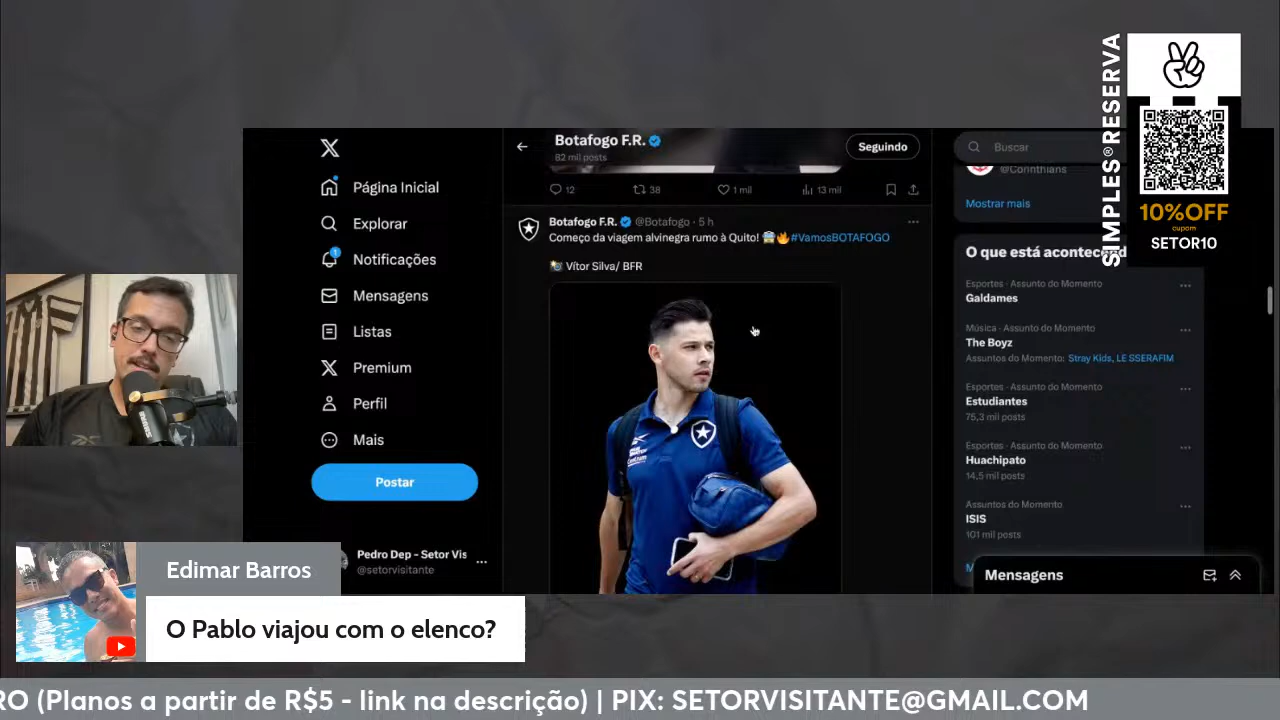 Botafogo F.R.
82 mil posts
Seguindo
12
38
1 mil
13 mil
Botafogo F.R. @Botafogo · 5 h
Começo da viagem alvinegra rumo à Quito! #VamosBOTAFOGO
Vítor Silva/ BFR
Página Inicial
Explorar
1
Notificações
Mensagens
Listas
Premium
Perfil
Mais
Postar
Pedro Dep - Setor Vis
@setorvisitante
Buscar
@Corinthians
Mostrar mais
O que está acontecend
Esportes · Assunto do Momento
Galdames
Música · Assunto do Momento
The Boyz
Assuntos do Momento: Stray Kids, LE SSERAFIM
Esportes · Assunto do Momento
Estudiantes
75,3 mil posts
Esportes · Assunto do Momento
Huachipato
14,5 mil posts
Assuntos do Momento
ISIS
101 mil posts
Mensagens
SIMPLES®RESERVA
10%OFF
cupom
SETOR10
Edimar Barros
O Pablo viajou com o elenco?
RO (Planos a partir de R$5 - link na descrição) | PIX: SETORVISITANTE@GMAIL.COM